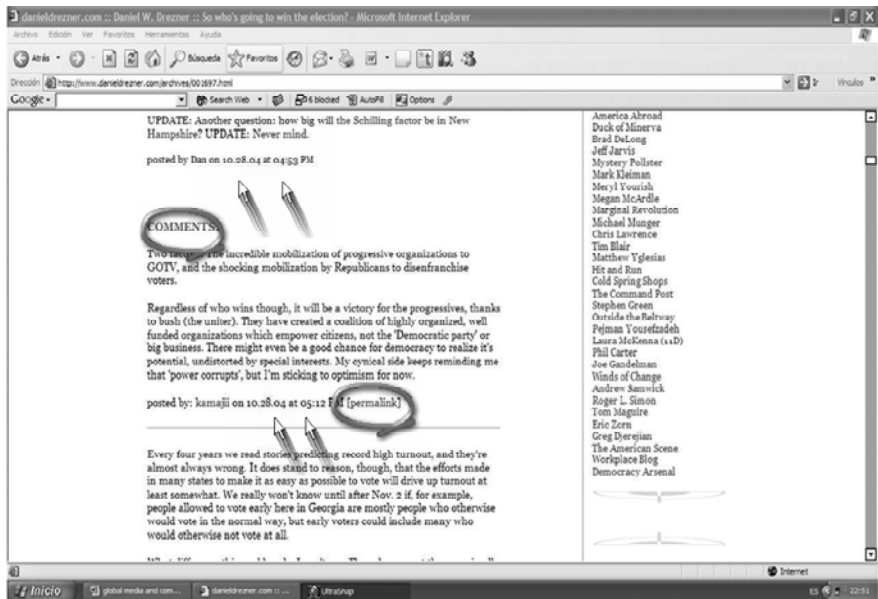 danieldrezner.com :: Daniel W. Drezner :: So who's going to win the election? - Microsoft Internet Explorer
Archivo Edición Ver Favoritos Herramientas Ayuda
Atrás Búsqueda Favoritos
Dirección http://www.danieldrezner.com/archives/001697.html Ir Vínculos
Google Search Web 6 blocked AutoFill Options
UPDATE: Another question: how big will the Schilling factor be in New
Hampshire? UPDATE: Never mind.
posted by Dan on 10.28.04 at 04:53 PM
COMMENTS:
Two The incredible mobilization of progressive organizations to
GOTV, and the shocking mobilization by Republicans to disenfranchise
voters.
Regardless of who wins though, it will be a victory for the progressives, thanks
to bush (the uniter). They have created a coalition of highly organized, well
funded organizations which empower citizens, not the 'Democratic party' or
big business. There might even be a good chance for democracy to realize it's
potential, undistorted by special interests. My cynical side keeps reminding me
that 'power corrupts', but I'm sticking to optimism for now.
posted by: kamajii on 10.28.04 at 05:12 PM [permalink]
Every four years we read stories predicting record high turnout, and they're
almost always wrong. It does stand to reason, though, that the efforts made
in many states to make it as easy as possible to vote will drive up turnout at
least somewhat. We really won't know until after Nov. 2 if, for example,
people allowed to vote early here in Georgia are mostly people who otherwise
would vote in the normal way, but early voters could include many who
would otherwise not vote at all.
America Abroad
Duck of Minerva
Brad DeLong
Jeff Jarvis
Mystery Pollster
Mark Kleiman
Meryl Yourish
Megan McArdle
Marginal Revolution
Michael Munger
Chris Lawrence
Tim Blair
Matthew Yglesias
Hit and Run
Cold Spring Shops
The Command Post
Stephen Green
Outside the Beltway
Pejman Yousefzadeh
Laura McKenna (11D)
Phil Carter
Joe Gandelman
Winds of Change
Andrew Samwick
Roger L. Simon
Tom Maguire
Eric Zorn
Greg Djerejian
The American Scene
Workplace Blog
Democracy Arsenal
Internet
Inicio global media and com... danieldrezner.com :: ... UltraSnap ES 22:51